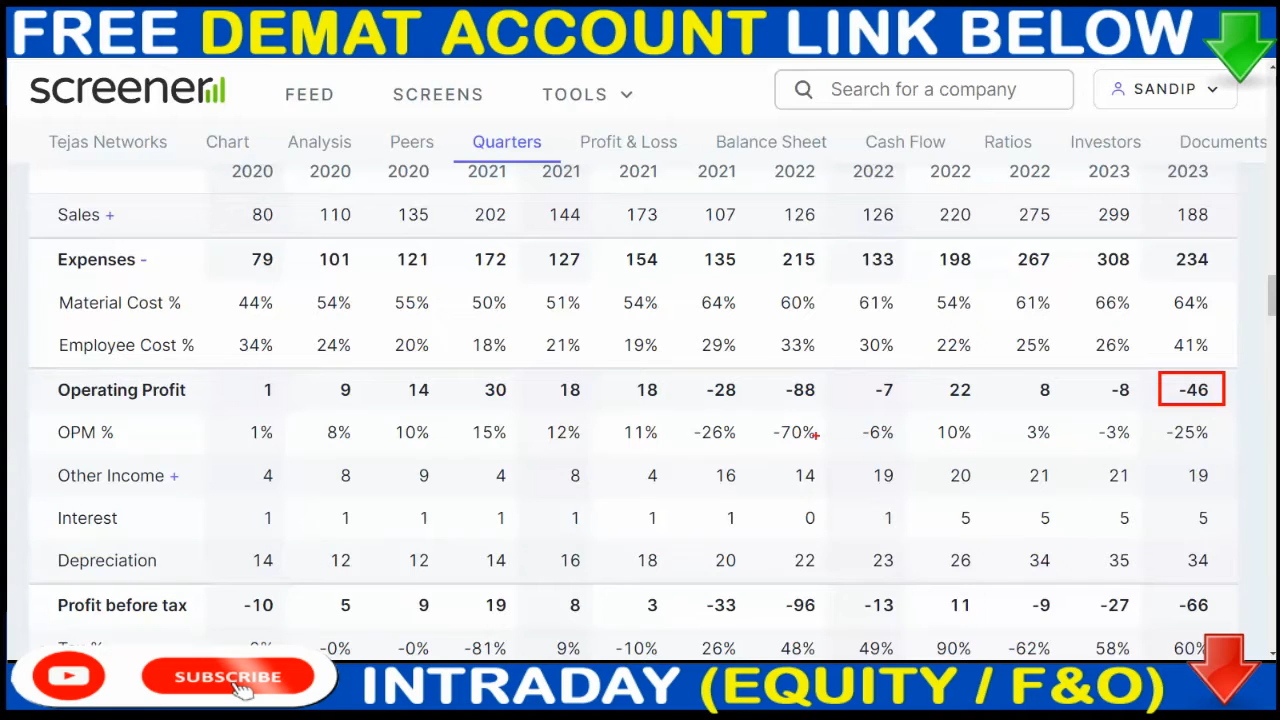 FREE DEMAT ACCOUNT LINK BELOW
screener FEED SCREENS TOOLS Search for a company SANDIP
Tejas Networks Chart Analysis Peers Quarters Profit & Loss Balance Sheet Cash Flow Ratios Investors Documents
2020 2020 2020 2021 2021 2021 2021 2022 2022 2022 2022 2023 2023
Sales + 80 110 135 202 144 173 107 126 126 220 275 299 188
Expenses - 79 101 121 172 127 154 135 215 133 198 267 308 234
Material Cost % 44% 54% 55% 50% 51% 54% 64% 60% 61% 54% 61% 66% 64%
Employee Cost % 34% 24% 20% 18% 21% 19% 29% 33% 30% 22% 25% 26% 41%
Operating Profit 1 9 14 30 18 18 -28 -88 -7 22 8 -8 -46
OPM % 1% 8% 10% 15% 12% 11% -26% -70% -6% 10% 3% -3% -25%
Other Income + 4 8 9 4 8 4 16 14 19 20 21 21 19
Interest 1 1 1 1 1 1 1 0 1 5 5 5 5
Depreciation 14 12 12 14 16 18 20 22 23 26 34 35 34
Profit before tax -10 5 9 19 8 3 -33 -96 -13 11 -9 -27 -66
-0% -0% -81% 9% -10% 26% 48% 49% 90% -62% 58% 60%
SUBSCRIBE
INTRADAY (EQUITY / F&O)